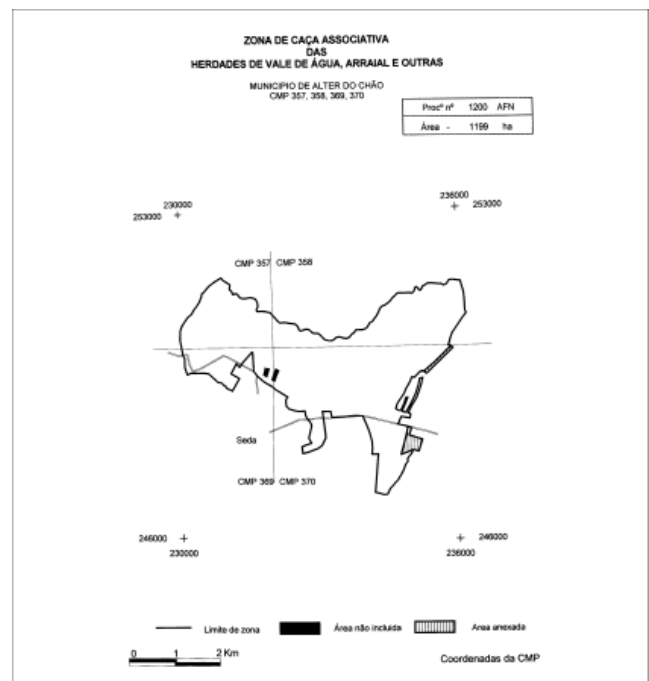 ZONA DE CAÇA ASSOCIATIVA
DAS
HERDADES DE VALE DE ÁGUA, ARRAIAL E OUTRAS
MUNICIPIO DE ALTER DO CHÃO
CMP 357, 358, 369, 370
Procº nº 1200 AFN
Área - 1199 ha
230000
253000
236000
253000
CMP 357 CMP 358
Seda
CMP 369 CMP 370
246000
230000
246000
236000
Limite de zona
Área não incluida
Area anexada
0 1 2 Km
Coordenadas da CMP